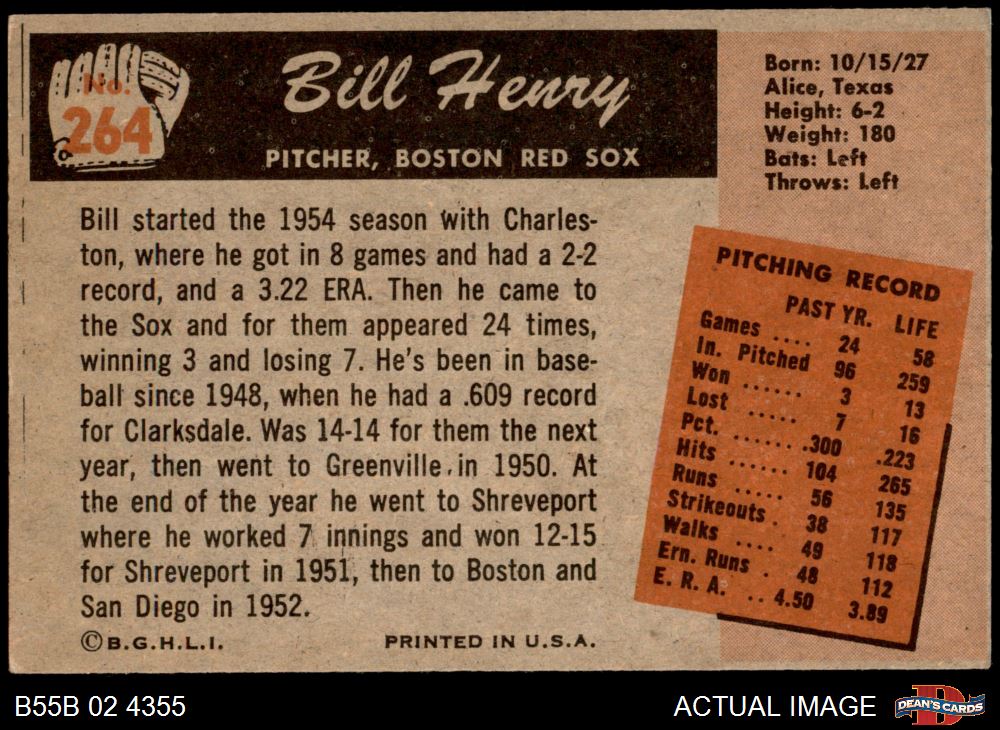 No.
264
Bill Henry
PITCHER, BOSTON RED SOX
Born: 10/15/27
Alice, Texas
Height: 6-2
Weight: 180
Bats: Left
Throws: Left
Bill started the 1954 season with Charles-
ton, where he got in 8 games and had a 2-2
record, and a 3.22 ERA. Then he came to
the Sox and for them appeared 24 times,
winning 3 and losing 7. He's been in base-
ball since 1948, when he had a .609 record
for Clarksdale. Was 14-14 for them the next
year, then went to Greenville in 1950. At
the end of the year he went to Shreveport
where he worked 7 innings and won 12-15
for Shreveport in 1951, then to Boston and
San Diego in 1952.
©B.G.H.L.I. PRINTED IN U.S.A.
PITCHING RECORD
PAST YR. LIFE
Games .... 24 58
In. Pitched 96 259
Won ...... 3 13
Lost ..... 7 16
Pct. ....... .300 .223
Hits ...... 104 265
Runs ..... 56 135
Strikeouts . 38 117
Walks .... 49 118
Ern. Runs . 48 112
E. R. A. .. 4.50 3.89
B55B 02 4355 ACTUAL IMAGE DEAN'S CARDS